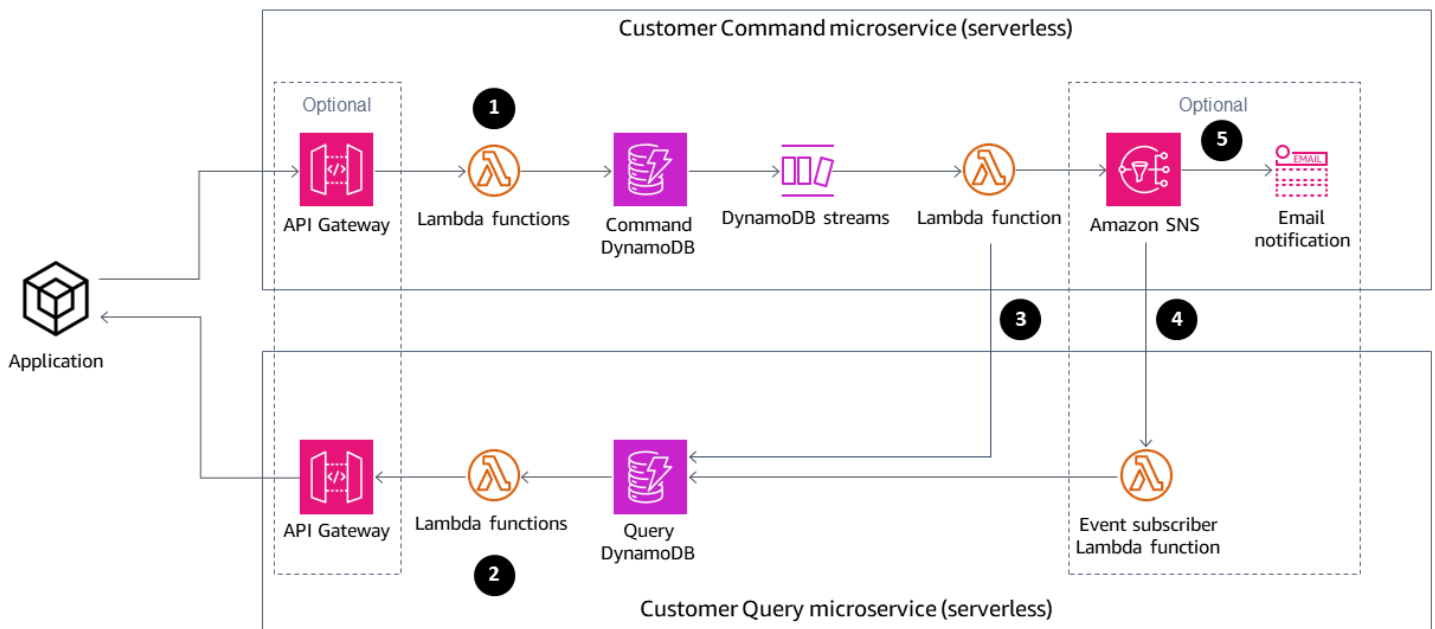 Customer Command microservice (serverless)
Optional
Optional
1
5
EMAIL
API Gateway
Lambda functions
Command
DynamoDB
DynamoDB streams
Lambda function
Amazon SNS
Email
notification
Application
3
4
API Gateway
Lambda functions
Query
DynamoDB
Event subscriber
Lambda function
2
Customer Query microservice (serverless)